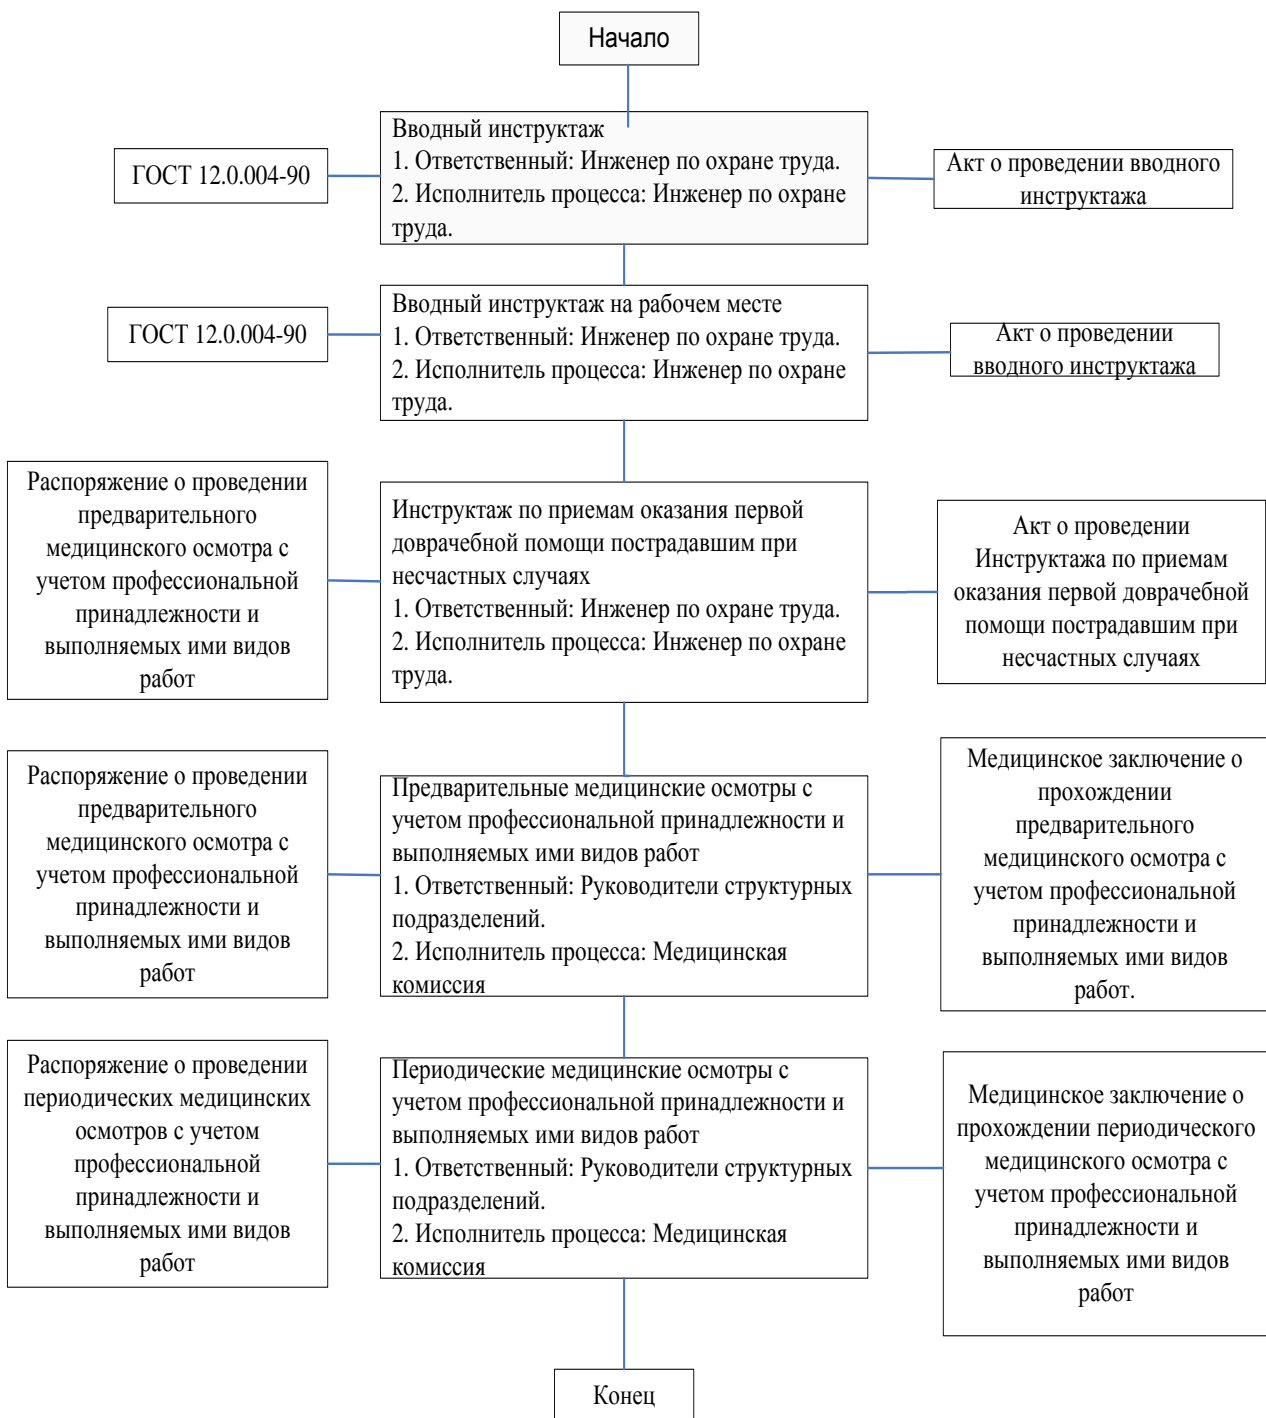 Начало
Вводный инструктаж
1. Ответственный: Инженер по охране труда.
2. Исполнитель процесса: Инженер по охране
труда.
ГОСТ 12.0.004-90
Акт о проведении вводного
инструктажа
Вводный инструктаж на рабочем месте
1. Ответственный: Инженер по охране труда.
2. Исполнитель процесса: Инженер по охране
труда.
ГОСТ 12.0.004-90
Акт о проведении
вводного инструктажа
Распоряжение о проведении
предварительного
медицинского осмотра с
учетом профессиональной
принадлежности и
выполняемых ими видов
работ
Инструктаж по приемам оказания первой
доврачебной помощи пострадавшим при
несчастных случаях
1. Ответственный: Инженер по охране труда.
2. Исполнитель процесса: Инженер по охране
труда.
Акт о проведении
Инструктажа по приемам
оказания первой доврачебной
помощи пострадавшим при
несчастных случаях
Распоряжение о проведении
предварительного
медицинского осмотра с
учетом профессиональной
принадлежности и
выполняемых ими видов
работ
Предварительные медицинские осмотры с
учетом профессиональной принадлежности и
выполняемых ими видов работ
1. Ответственный: Руководители структурных
подразделений.
2. Исполнитель процесса: Медицинская
комиссия
Медицинское заключение о
прохождении
предварительного
медицинского осмотра с
учетом профессиональной
принадлежности и
выполняемых ими видов
работ.
Распоряжение о проведении
периодических медицинских
осмотров с учетом
профессиональной
принадлежности и
выполняемых ими видов
работ
Периодические медицинские осмотры с
учетом профессиональной принадлежности и
выполняемых ими видов работ
1. Ответственный: Руководители структурных
подразделений.
2. Исполнитель процесса: Медицинская
комиссия
Медицинское заключение о
прохождении периодического
медицинского осмотра с
учетом профессиональной
принадлежности и
выполняемых ими видов
работ
Конец